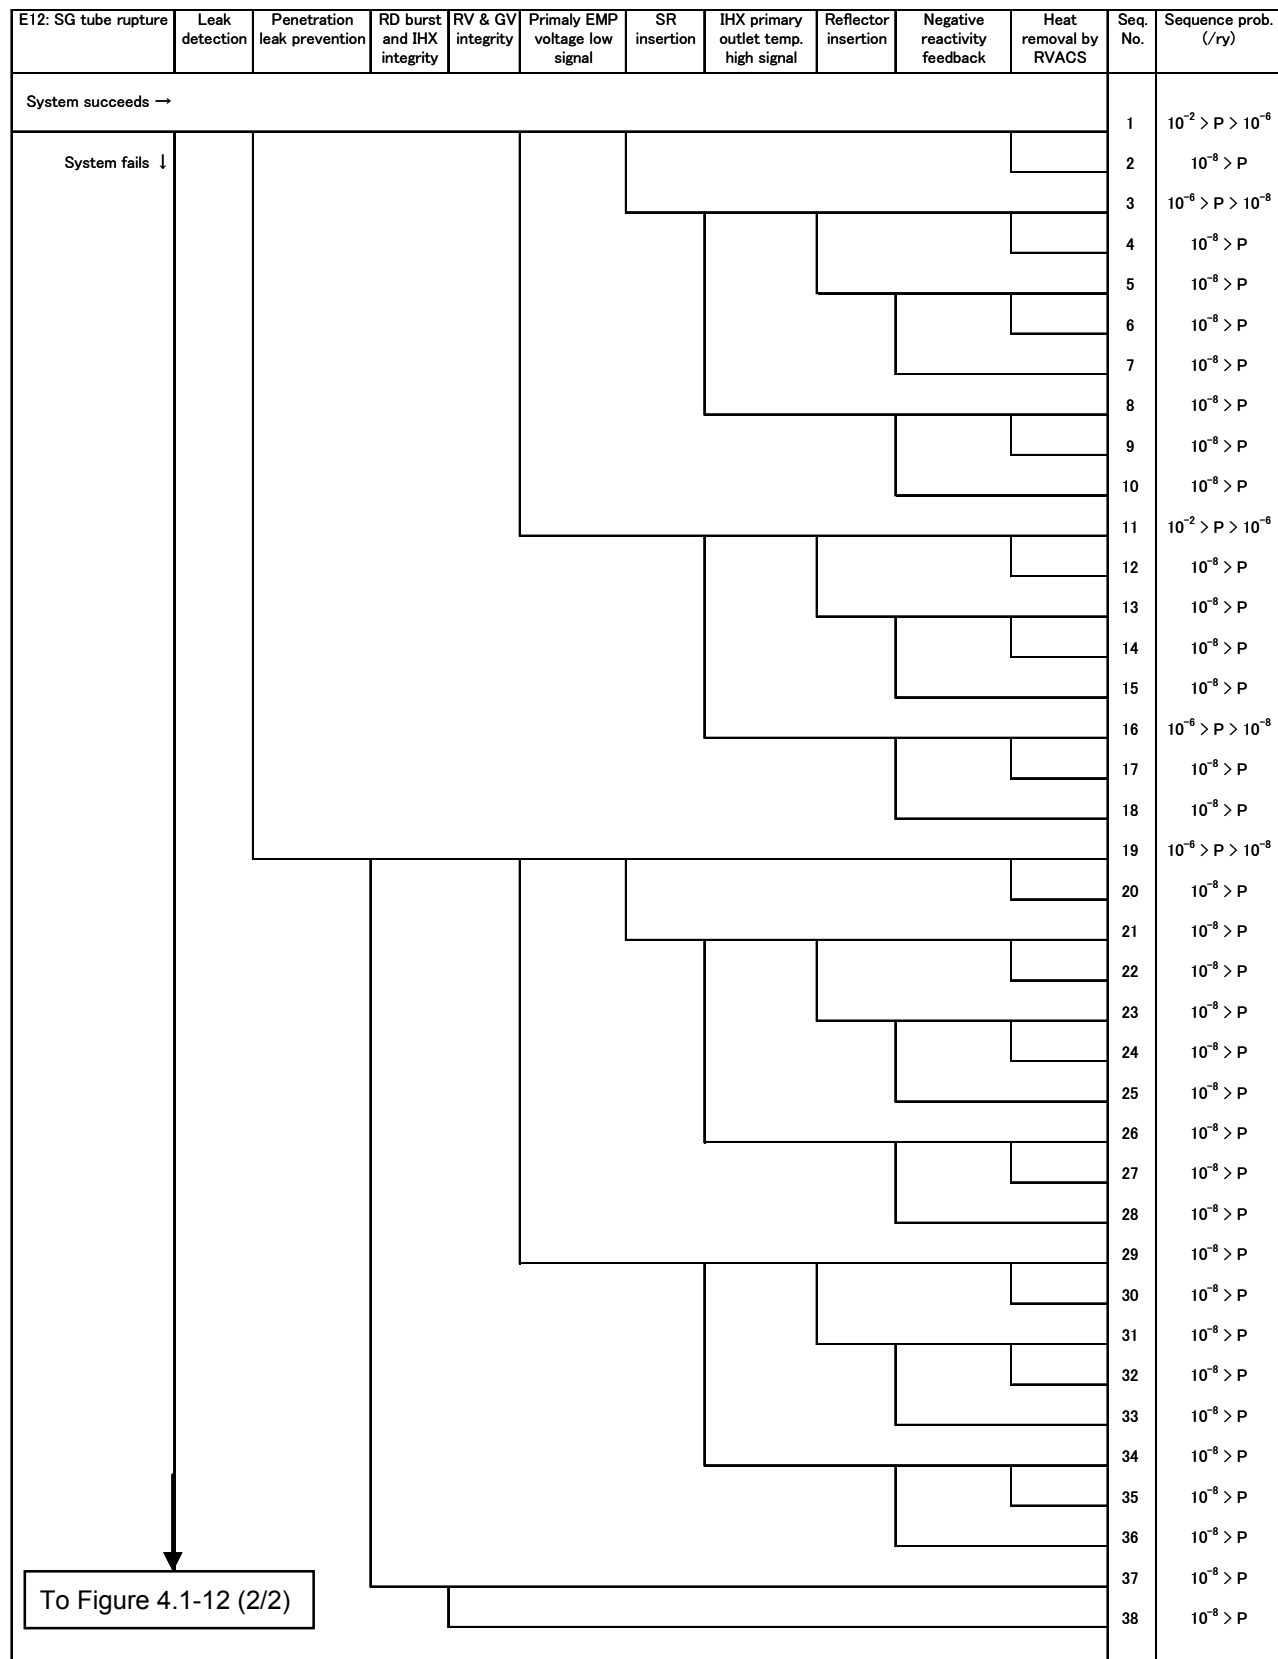 E12: SG tube rupture
Leak
detection
Penetration
leak prevention
RD burst
and IHX
integrity
RV & GV
integrity
Primaly EMP
voltage low
signal
SR
insertion
IHX primary
outlet temp.
high signal
Reflector
insertion
Negative
reactivity
feedback
Heat
removal by
RVACS
Seq.
No.
Sequence prob.
(/ry)
System succeeds →
1 10⁻² > P > 10⁻⁶
System fails ↓
2 10⁻⁸ > P
3 10⁻⁶ > P > 10⁻⁸
4 10⁻⁸ > P
5 10⁻⁸ > P
6 10⁻⁸ > P
7 10⁻⁸ > P
8 10⁻⁸ > P
9 10⁻⁸ > P
10 10⁻⁸ > P
11 10⁻² > P > 10⁻⁶
12 10⁻⁸ > P
13 10⁻⁸ > P
14 10⁻⁸ > P
15 10⁻⁸ > P
16 10⁻⁶ > P > 10⁻⁸
17 10⁻⁸ > P
18 10⁻⁸ > P
19 10⁻⁶ > P > 10⁻⁸
20 10⁻⁸ > P
21 10⁻⁸ > P
22 10⁻⁸ > P
23 10⁻⁸ > P
24 10⁻⁸ > P
25 10⁻⁸ > P
26 10⁻⁸ > P
27 10⁻⁸ > P
28 10⁻⁸ > P
29 10⁻⁸ > P
30 10⁻⁸ > P
31 10⁻⁸ > P
32 10⁻⁸ > P
33 10⁻⁸ > P
34 10⁻⁸ > P
35 10⁻⁸ > P
36 10⁻⁸ > P
37 10⁻⁸ > P
To Figure 4.1-12 (2/2)
38 10⁻⁸ > P